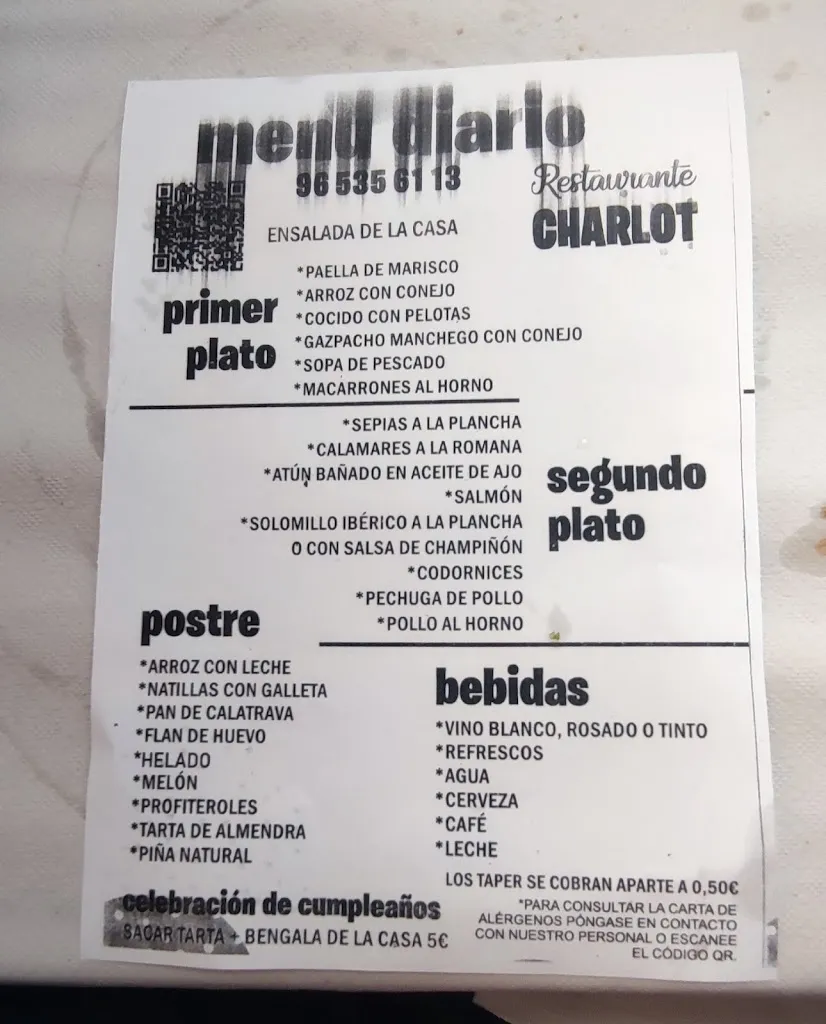 menú diario
96 535 61 13
Restaurante
CHARLOT
ENSALADA DE LA CASA
primer
plato
*PAELLA DE MARISCO
*ARROZ CON CONEJO
*COCIDO CON PELOTAS
*GAZPACHO MANCHEGO CON CONEJO
*SOPA DE PESCADO
*MACARRONES AL HORNO
segundo
plato
*SEPIAS A LA PLANCHA
*CALAMARES A LA ROMANA
*ATÚN BAÑADO EN ACEITE DE AJO
*SALMÓN
*SOLOMILLO IBÉRICO A LA PLANCHA
O CON SALSA DE CHAMPIÑÓN
*CODORNICES
*PECHUGA DE POLLO
*POLLO AL HORNO
postre
*ARROZ CON LECHE
*NATILLAS CON GALLETA
*PAN DE CALATRAVA
*FLAN DE HUEVO
*HELADO
*MELÓN
*PROFITEROLES
*TARTA DE ALMENDRA
*PIÑA NATURAL
bebidas
*VINO BLANCO, ROSADO O TINTO
*REFRESCOS
*AGUA
*CERVEZA
*CAFÉ
*LECHE
LOS TAPER SE COBRAN APARTE A 0,50€
celebración de cumpleaños
SACAR TARTA + BENGALA DE LA CASA 5€
*PARA CONSULTAR LA CARTA DE
ALÉRGENOS PÓNGASE EN CONTACTO
CON NUESTRO PERSONAL O ESCANEE
EL CÓDIGO QR.